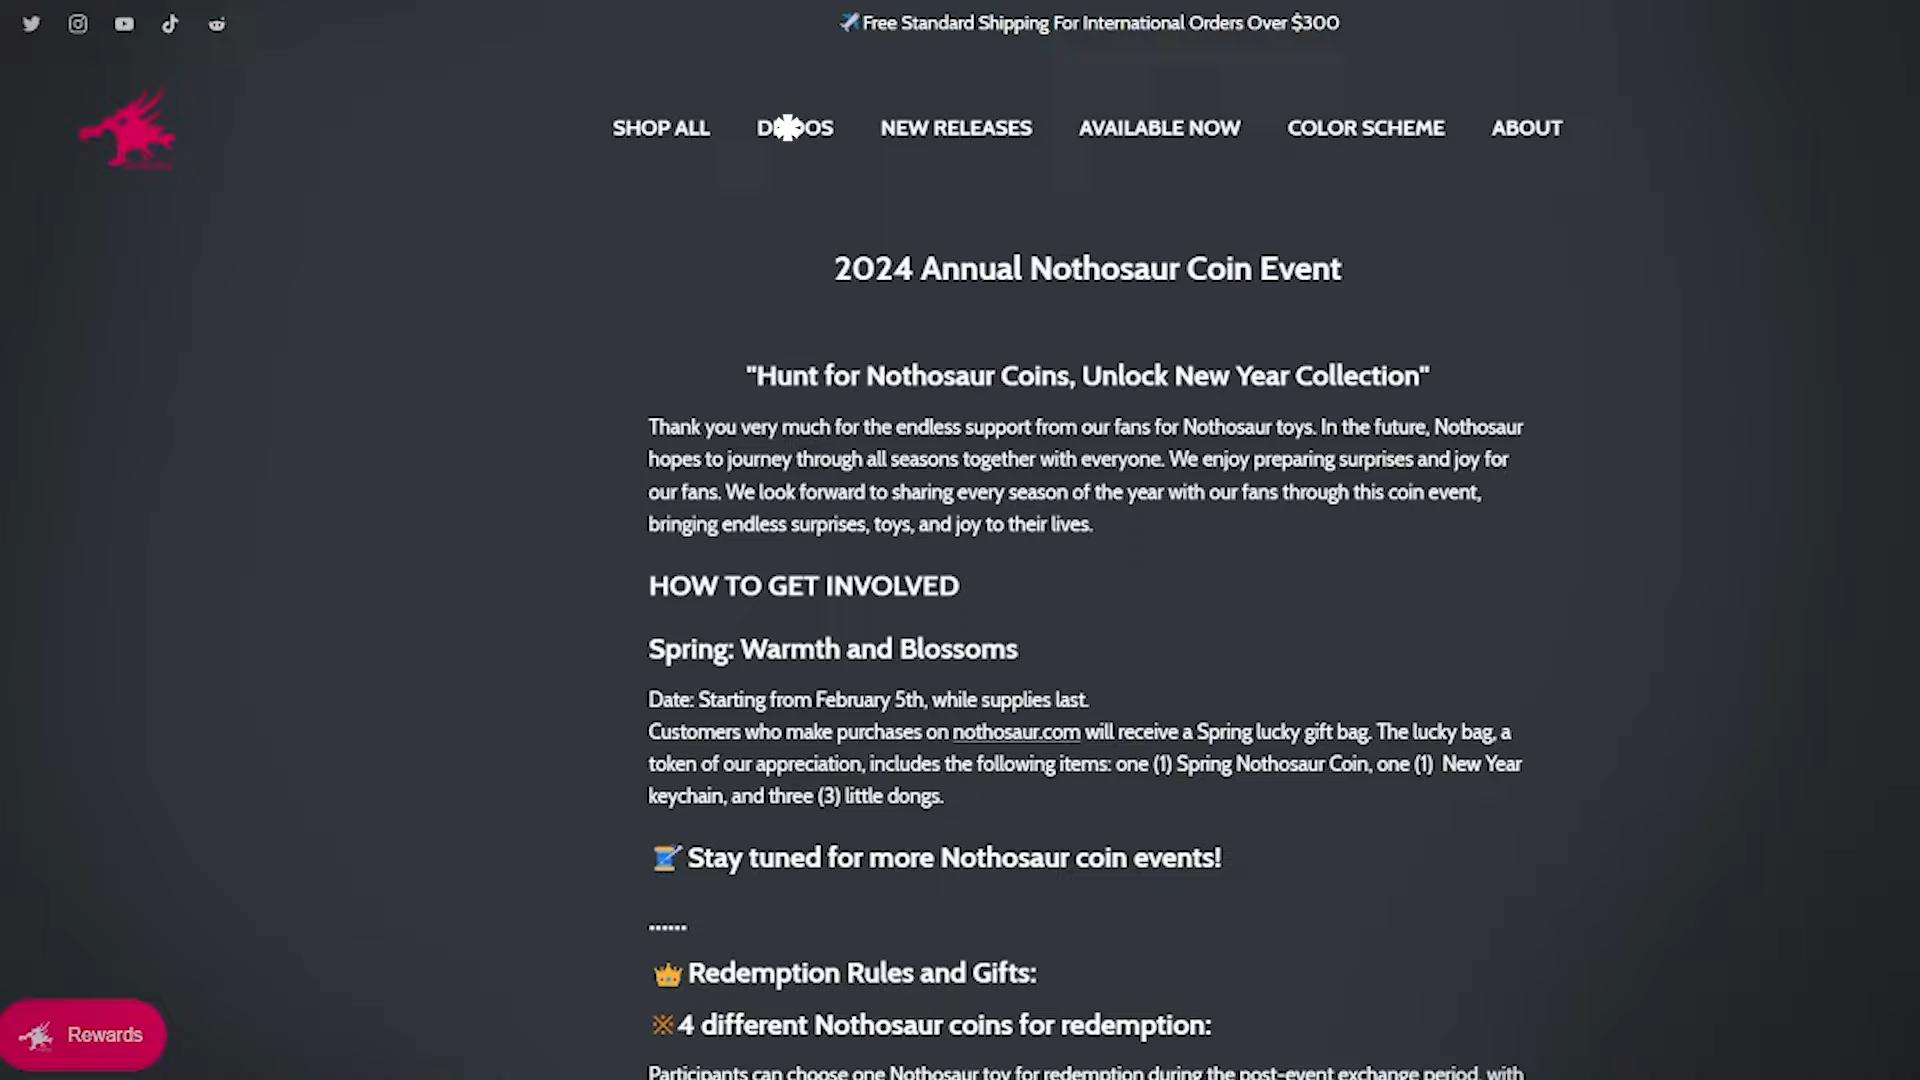 ✈️Free Standard Shipping For International Orders Over $300
SHOP ALL NEW RELEASES AVAILABLE NOW COLOR SCHEME ABOUT
2024 Annual Nothosaur Coin Event
"Hunt for Nothosaur Coins, Unlock New Year Collection"
Thank you very much for the endless support from our fans for Nothosaur toys. In the future, Nothosaur
hopes to journey through all seasons together with everyone. We enjoy preparing surprises and joy for
our fans. We look forward to sharing every season of the year with our fans through this coin event,
bringing endless surprises, toys, and joy to their lives.
HOW TO GET INVOLVED
Spring: Warmth and Blossoms
Date: Starting from February 5th, while supplies last.
Customers who make purchases on nothosaur.com will receive a Spring lucky gift bag. The lucky bag, a
token of our appreciation, includes the following items: one (1) Spring Nothosaur Coin, one (1) New Year
keychain, and three (3) little dongs.
Stay tuned for more Nothosaur coin events!
......
👑Redemption Rules and Gifts:
※4 different Nothosaur coins for redemption:
Participants can choose one Nothosaur toy for redemption during the post-event exchange period, with
Rewards